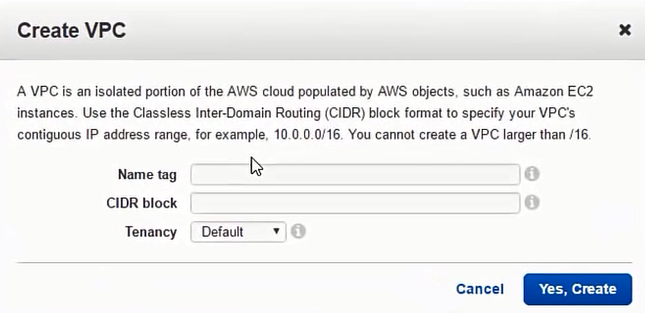 Create VPC
A VPC is an isolated portion of the AWS cloud populated by AWS objects, such as Amazon EC2
instances. Use the Classless Inter-Domain Routing (CIDR) block format to specify your VPC's
contiguous IP address range, for example, 10.0.0.0/16. You cannot create a VPC larger than /16.
Name tag
CIDR block
Tenancy Default
Cancel Yes, Create